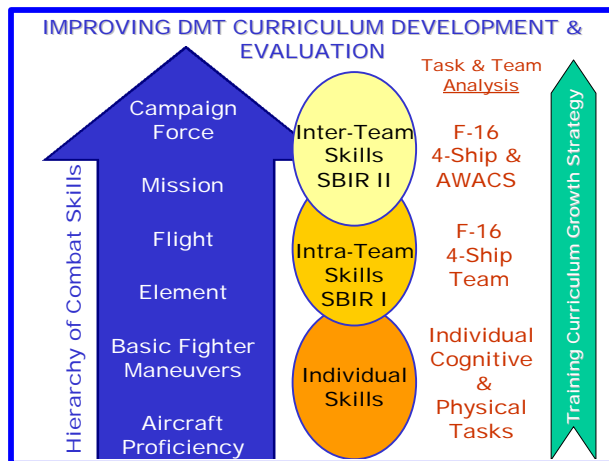 IMPROVING DMT CURRICULUM DEVELOPMENT &
EVALUATION
Hierarchy of Combat Skills
Campaign
Force
Mission
Flight
Element
Basic Fighter
Maneuvers
Aircraft
Proficiency
Inter-Team
Skills
SBIR II
Intra-Team
Skills
SBIR I
Individual
Skills
Task & Team
Analysis
F-16
4-Ship &
AWACS
F-16
4-Ship
Team
Individual
Cognitive
&
Physical
Tasks
Training Curriculum Growth Strategy